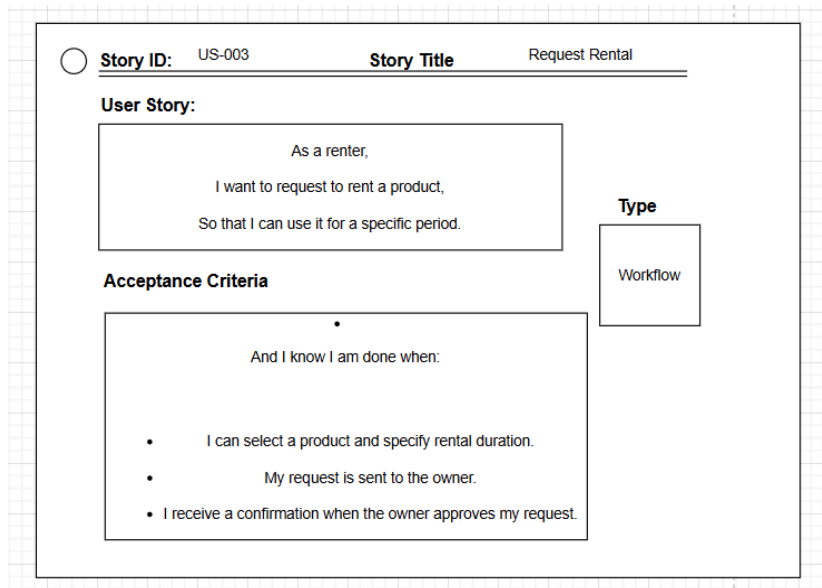 Story ID: US-003 Story Title Request Rental
User Story:
As a renter,
I want to request to rent a product,
So that I can use it for a specific period.
Type
Workflow
Acceptance Criteria
•
And I know I am done when:
• I can select a product and specify rental duration.
• My request is sent to the owner.
• I receive a confirmation when the owner approves my request.